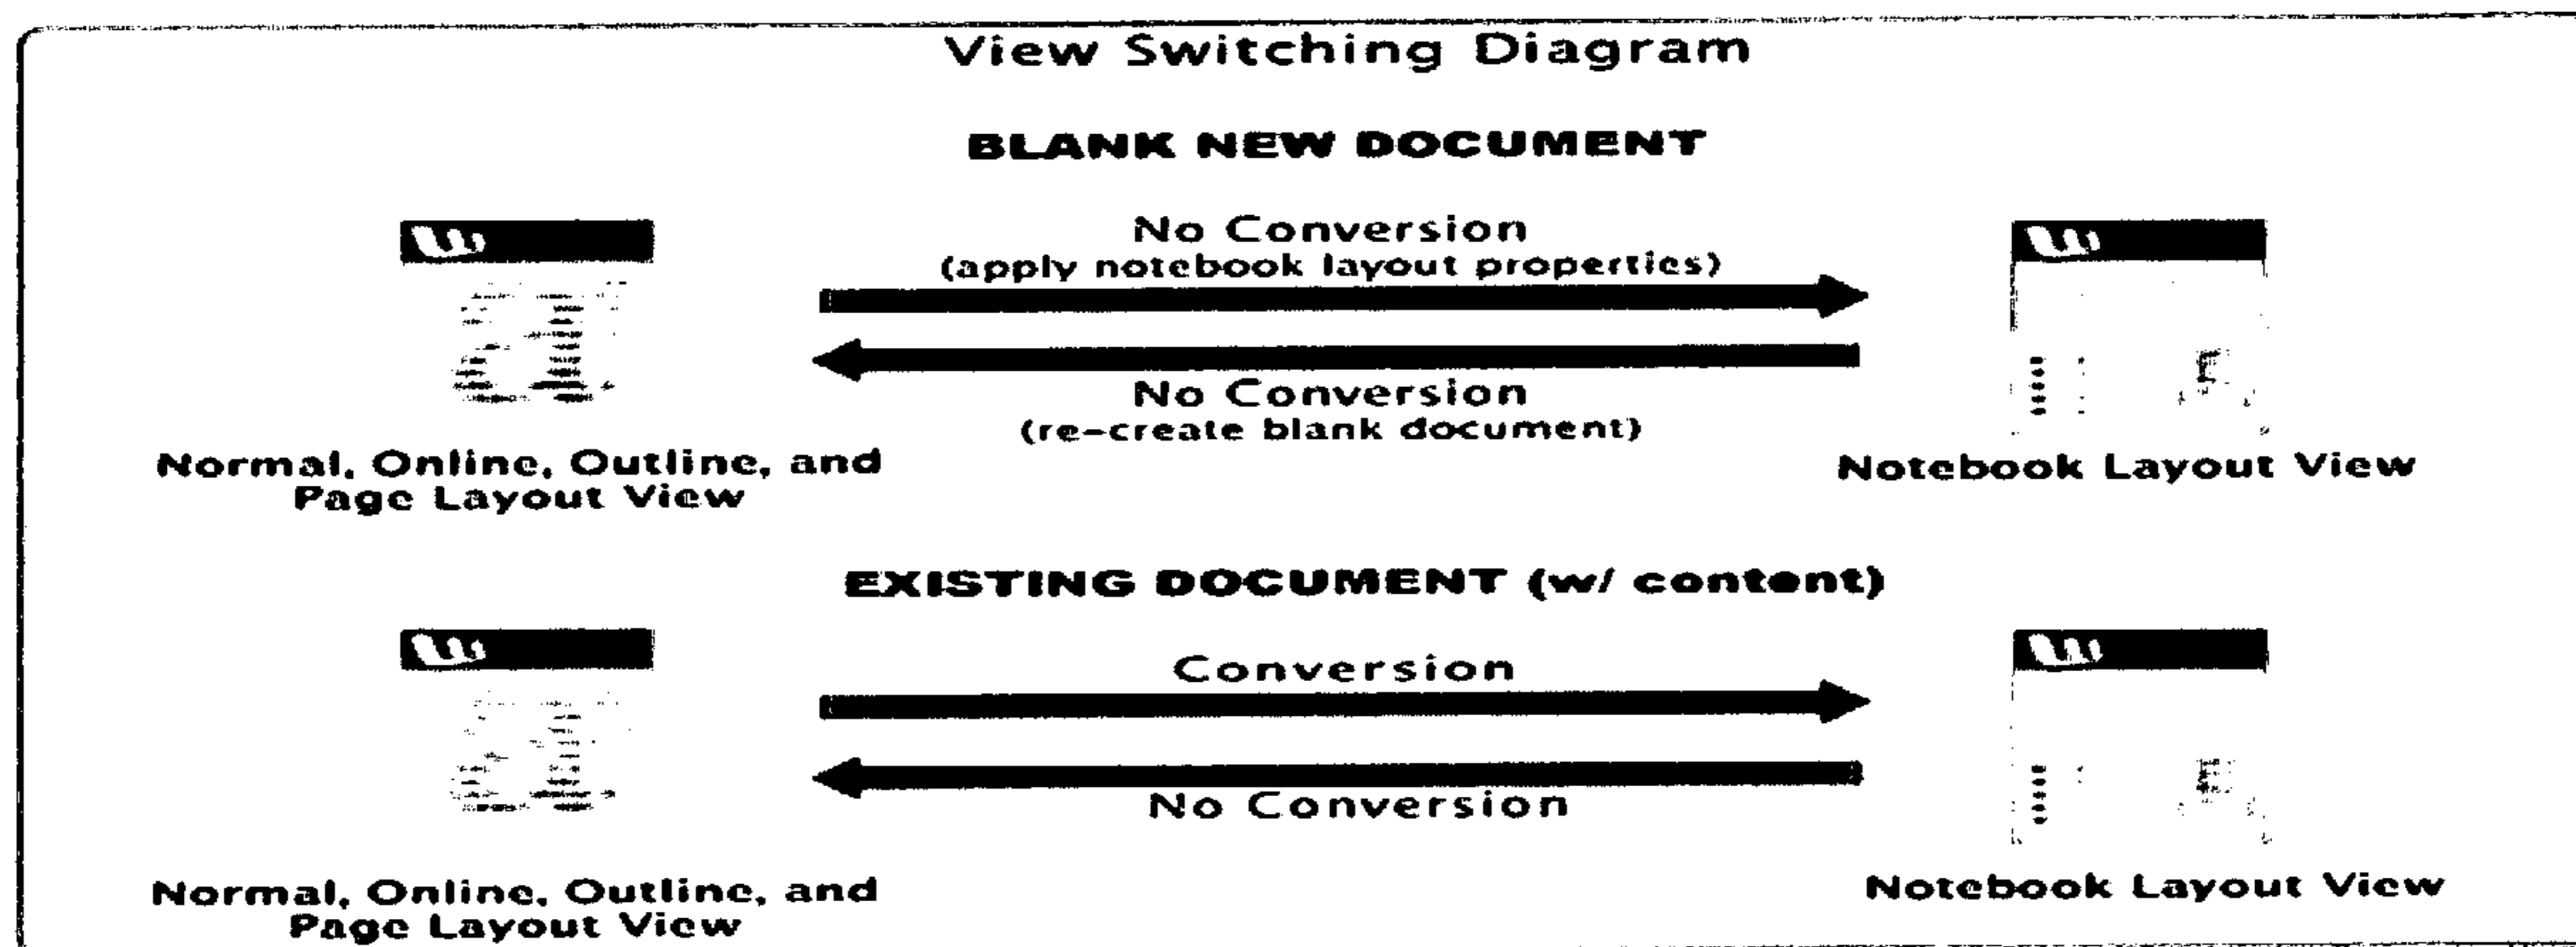 View Switching Diagram
BLANK NEW DOCUMENT
No Conversion
(apply notebook layout properties)
No Conversion
(re-create blank document)
Normal, Online, Outline, and
Page Layout View
Notebook Layout View
EXISTING DOCUMENT (w/ content)
Conversion
No Conversion
Normal, Online, Outline, and
Page Layout View
Notebook Layout View